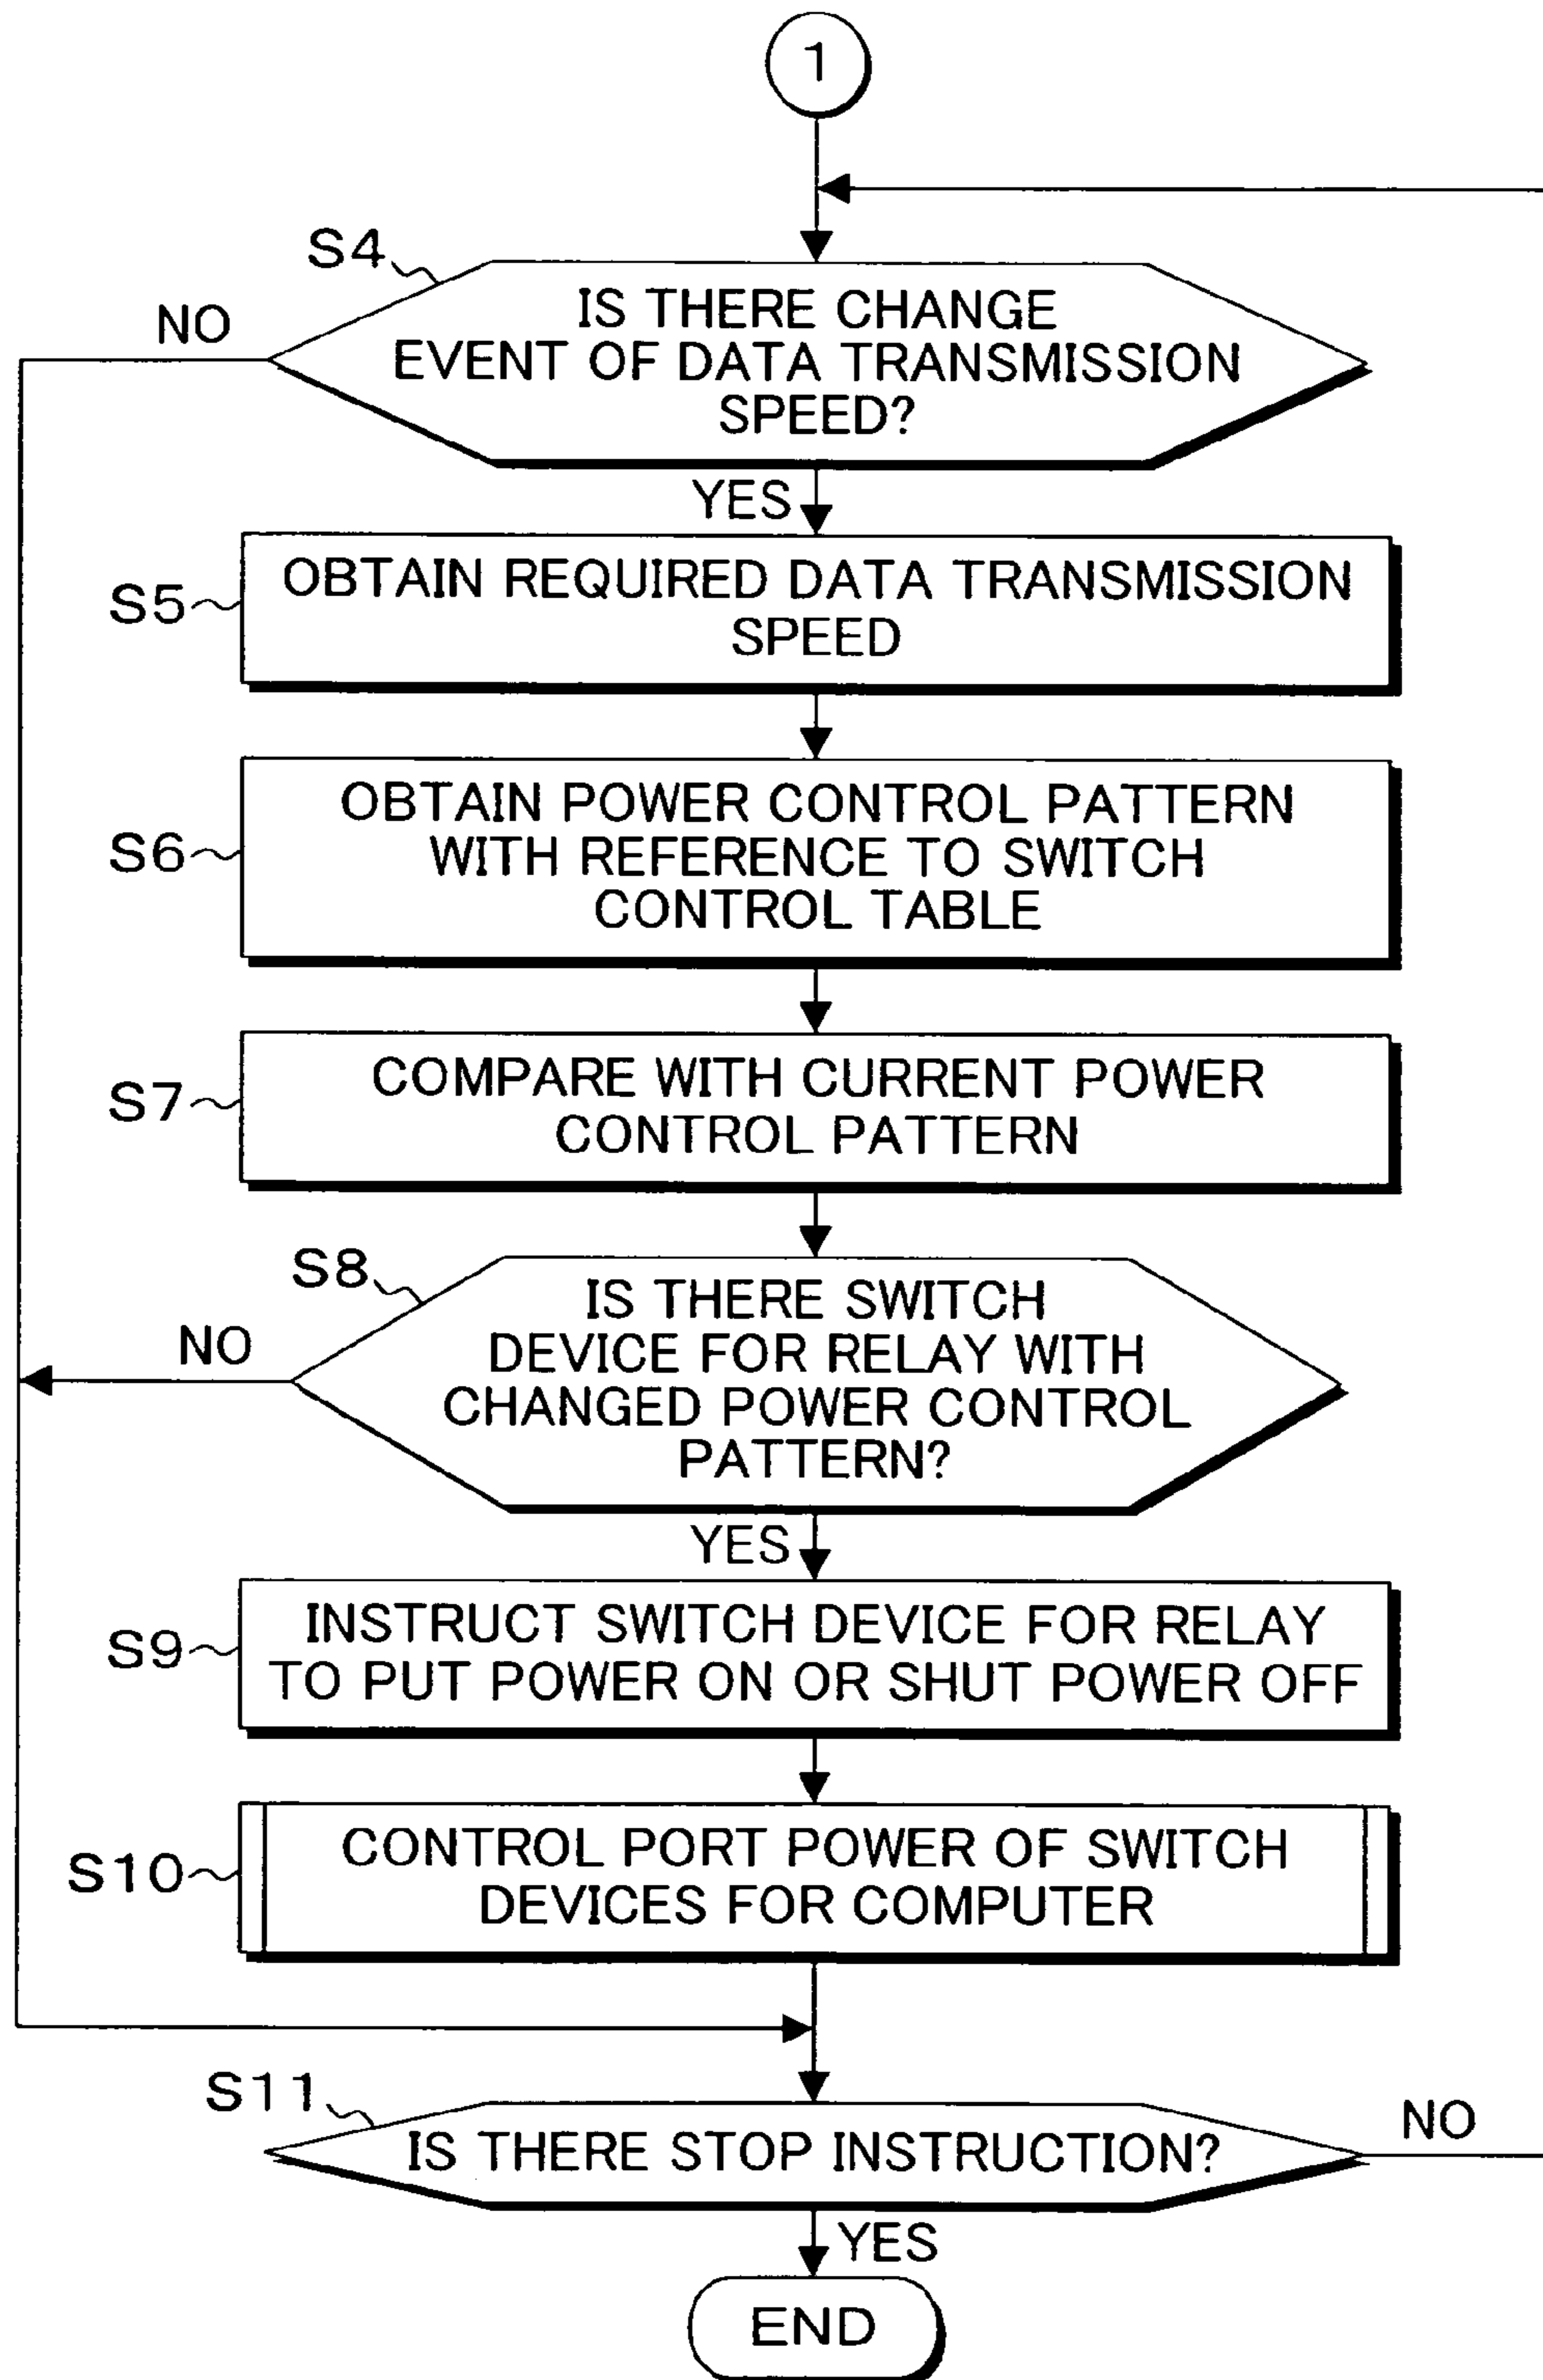 1
S4
NO
IS THERE CHANGE
EVENT OF DATA TRANSMISSION
SPEED?
YES
S5
OBTAIN REQUIRED DATA TRANSMISSION
SPEED
S6
OBTAIN POWER CONTROL PATTERN
WITH REFERENCE TO SWITCH
CONTROL TABLE
S7
COMPARE WITH CURRENT POWER
CONTROL PATTERN
S8
NO
IS THERE SWITCH
DEVICE FOR RELAY WITH
CHANGED POWER CONTROL
PATTERN?
YES
S9
INSTRUCT SWITCH DEVICE FOR RELAY
TO PUT POWER ON OR SHUT POWER OFF
S10
CONTROL PORT POWER OF SWITCH
DEVICES FOR COMPUTER
S11
IS THERE STOP INSTRUCTION?
NO
YES
END